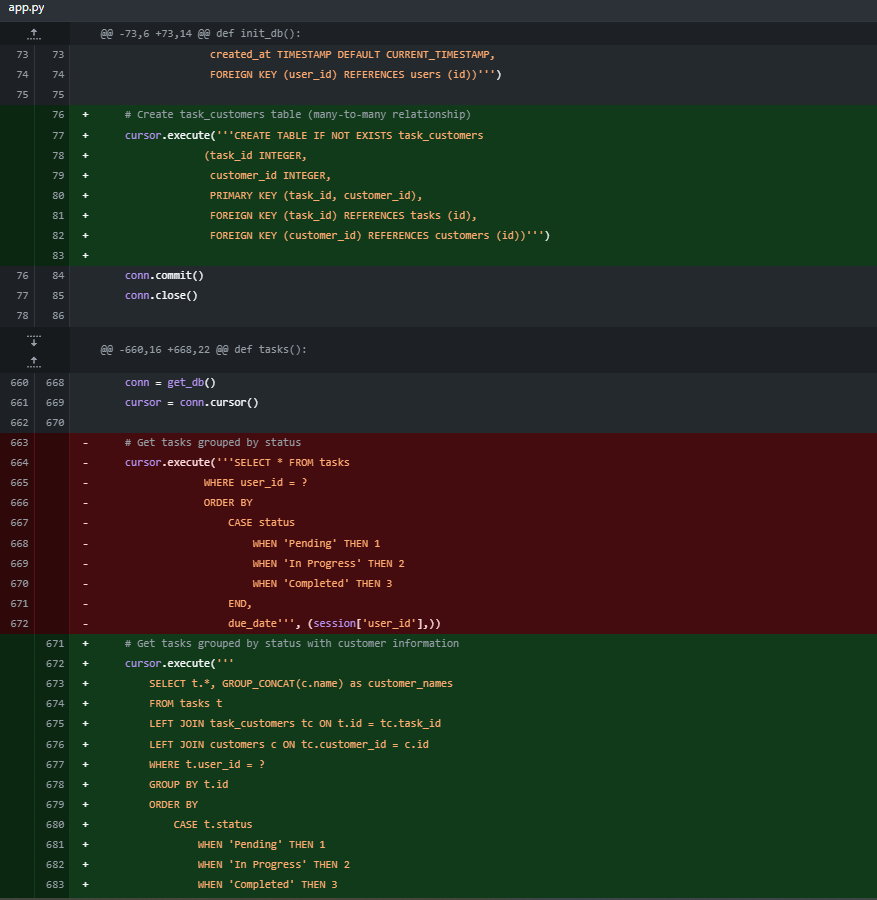 app.py
@@ -73,6 +73,14 @@ def init_db():
73 73 created_at TIMESTAMP DEFAULT CURRENT_TIMESTAMP,
74 74 FOREIGN KEY (user_id) REFERENCES users (id))''')
75 75
76 + # Create task_customers table (many-to-many relationship)
77 + cursor.execute('''CREATE TABLE IF NOT EXISTS task_customers
78 + (task_id INTEGER,
79 + customer_id INTEGER,
80 + PRIMARY KEY (task_id, customer_id),
81 + FOREIGN KEY (task_id) REFERENCES tasks (id),
82 + FOREIGN KEY (customer_id) REFERENCES customers (id))''')
83 +
76 84 conn.commit()
77 85 conn.close()
78 86
@@ -660,16 +668,22 @@ def tasks():
660 668 conn = get_db()
661 669 cursor = conn.cursor()
662 670
663 - # Get tasks grouped by status
664 - cursor.execute('''SELECT * FROM tasks
665 - WHERE user_id = ?
666 - ORDER BY
667 - CASE status
668 - WHEN 'Pending' THEN 1
669 - WHEN 'In Progress' THEN 2
670 - WHEN 'Completed' THEN 3
671 - END,
672 - due_date''', (session['user_id'],))
671 + # Get tasks grouped by status with customer information
672 + cursor.execute('''
673 + SELECT t.*, GROUP_CONCAT(c.name) as customer_names
674 + FROM tasks t
675 + LEFT JOIN task_customers tc ON t.id = tc.task_id
676 + LEFT JOIN customers c ON tc.customer_id = c.id
677 + WHERE t.user_id = ?
678 + GROUP BY t.id
679 + ORDER BY
680 + CASE t.status
681 + WHEN 'Pending' THEN 1
682 + WHEN 'In Progress' THEN 2
683 + WHEN 'Completed' THEN 3